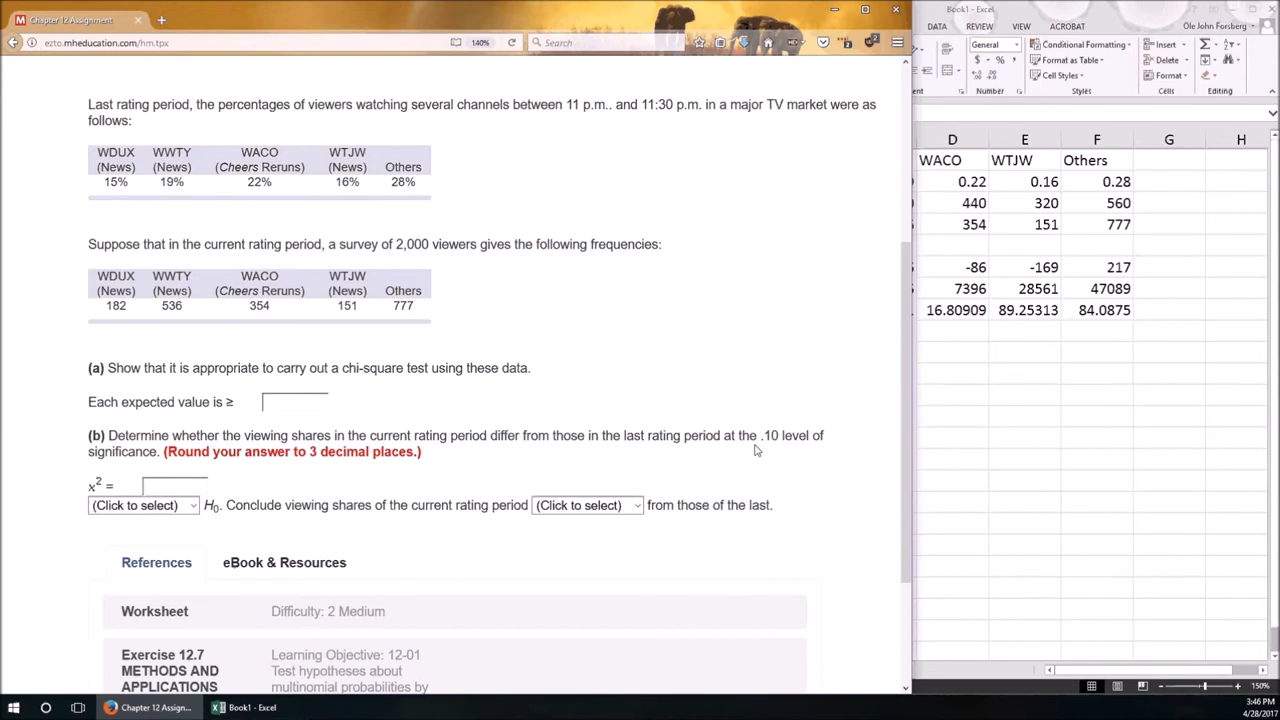 Chapter 12 Assignment
Book1 - Excel
ezto.mheducation.com/hm.tpx
140%
Search
DATA REVIEW VIEW ACROBAT
Ole John Forsberg
General
Conditional Formatting
Format as Table
Cell Styles
Insert
Delete
Format
Number Styles Cells Editing
Last rating period, the percentages of viewers watching several channels between 11 p.m.. and 11:30 p.m. in a major TV market were as
follows:
WDUX WWTY WACO WTJW
(News) (News) (Cheers Reruns) (News) Others
15% 19% 22% 16% 28%
Suppose that in the current rating period, a survey of 2,000 viewers gives the following frequencies:
WDUX WWTY WACO WTJW
(News) (News) (Cheers Reruns) (News) Others
182 536 354 151 777
(a) Show that it is appropriate to carry out a chi-square test using these data.
Each expected value is ≥
(b) Determine whether the viewing shares in the current rating period differ from those in the last rating period at the .10 level of
significance. (Round your answer to 3 decimal places.)
x² =
(Click to select) H0. Conclude viewing shares of the current rating period (Click to select) from those of the last.
References eBook & Resources
Worksheet Difficulty: 2 Medium
Exercise 12.7 Learning Objective: 12-01
METHODS AND Test hypotheses about
APPLICATIONS multinomial probabilities by
D E F G H
WACO WTJW Others
0.22 0.16 0.28
440 320 560
354 151 777
-86 -169 217
7396 28561 47089
16.80909 89.25313 84.0875
150%
Chapter 12 Assign...
Book1 - Excel
3:46 PM
4/28/2017